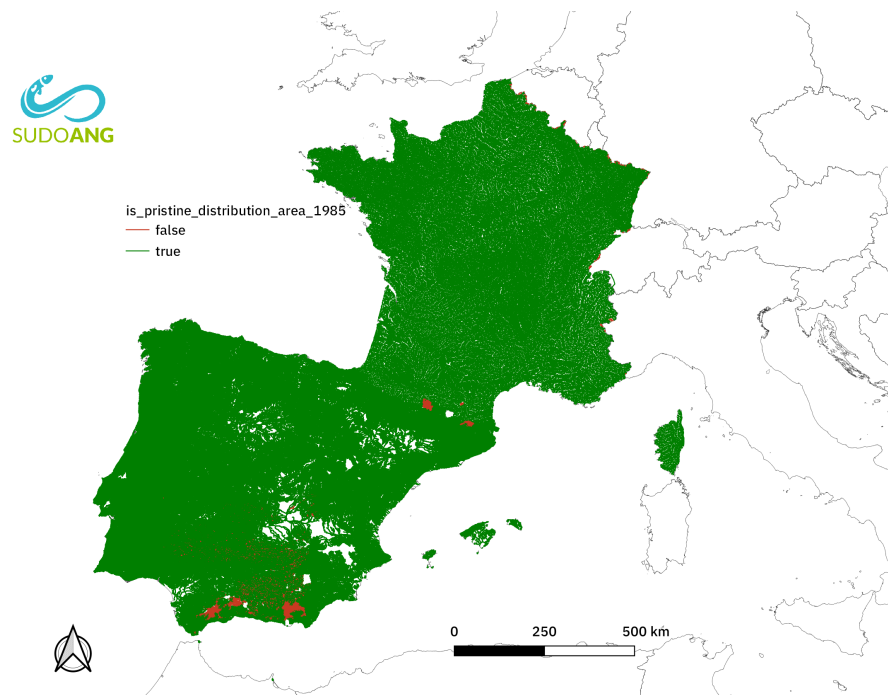 SUDOANG
is_pristine_distribution_area_1985
false
true
0 250 500 km